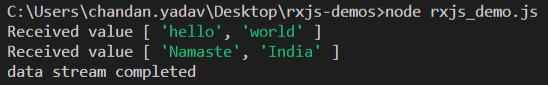 C:\Users\chandan.yadav\Desktop\rxjs-demos>node rxjs_demo.js
Received value [ 'hello', 'world' ]
Received value [ 'Namaste', 'India' ]
data stream completed